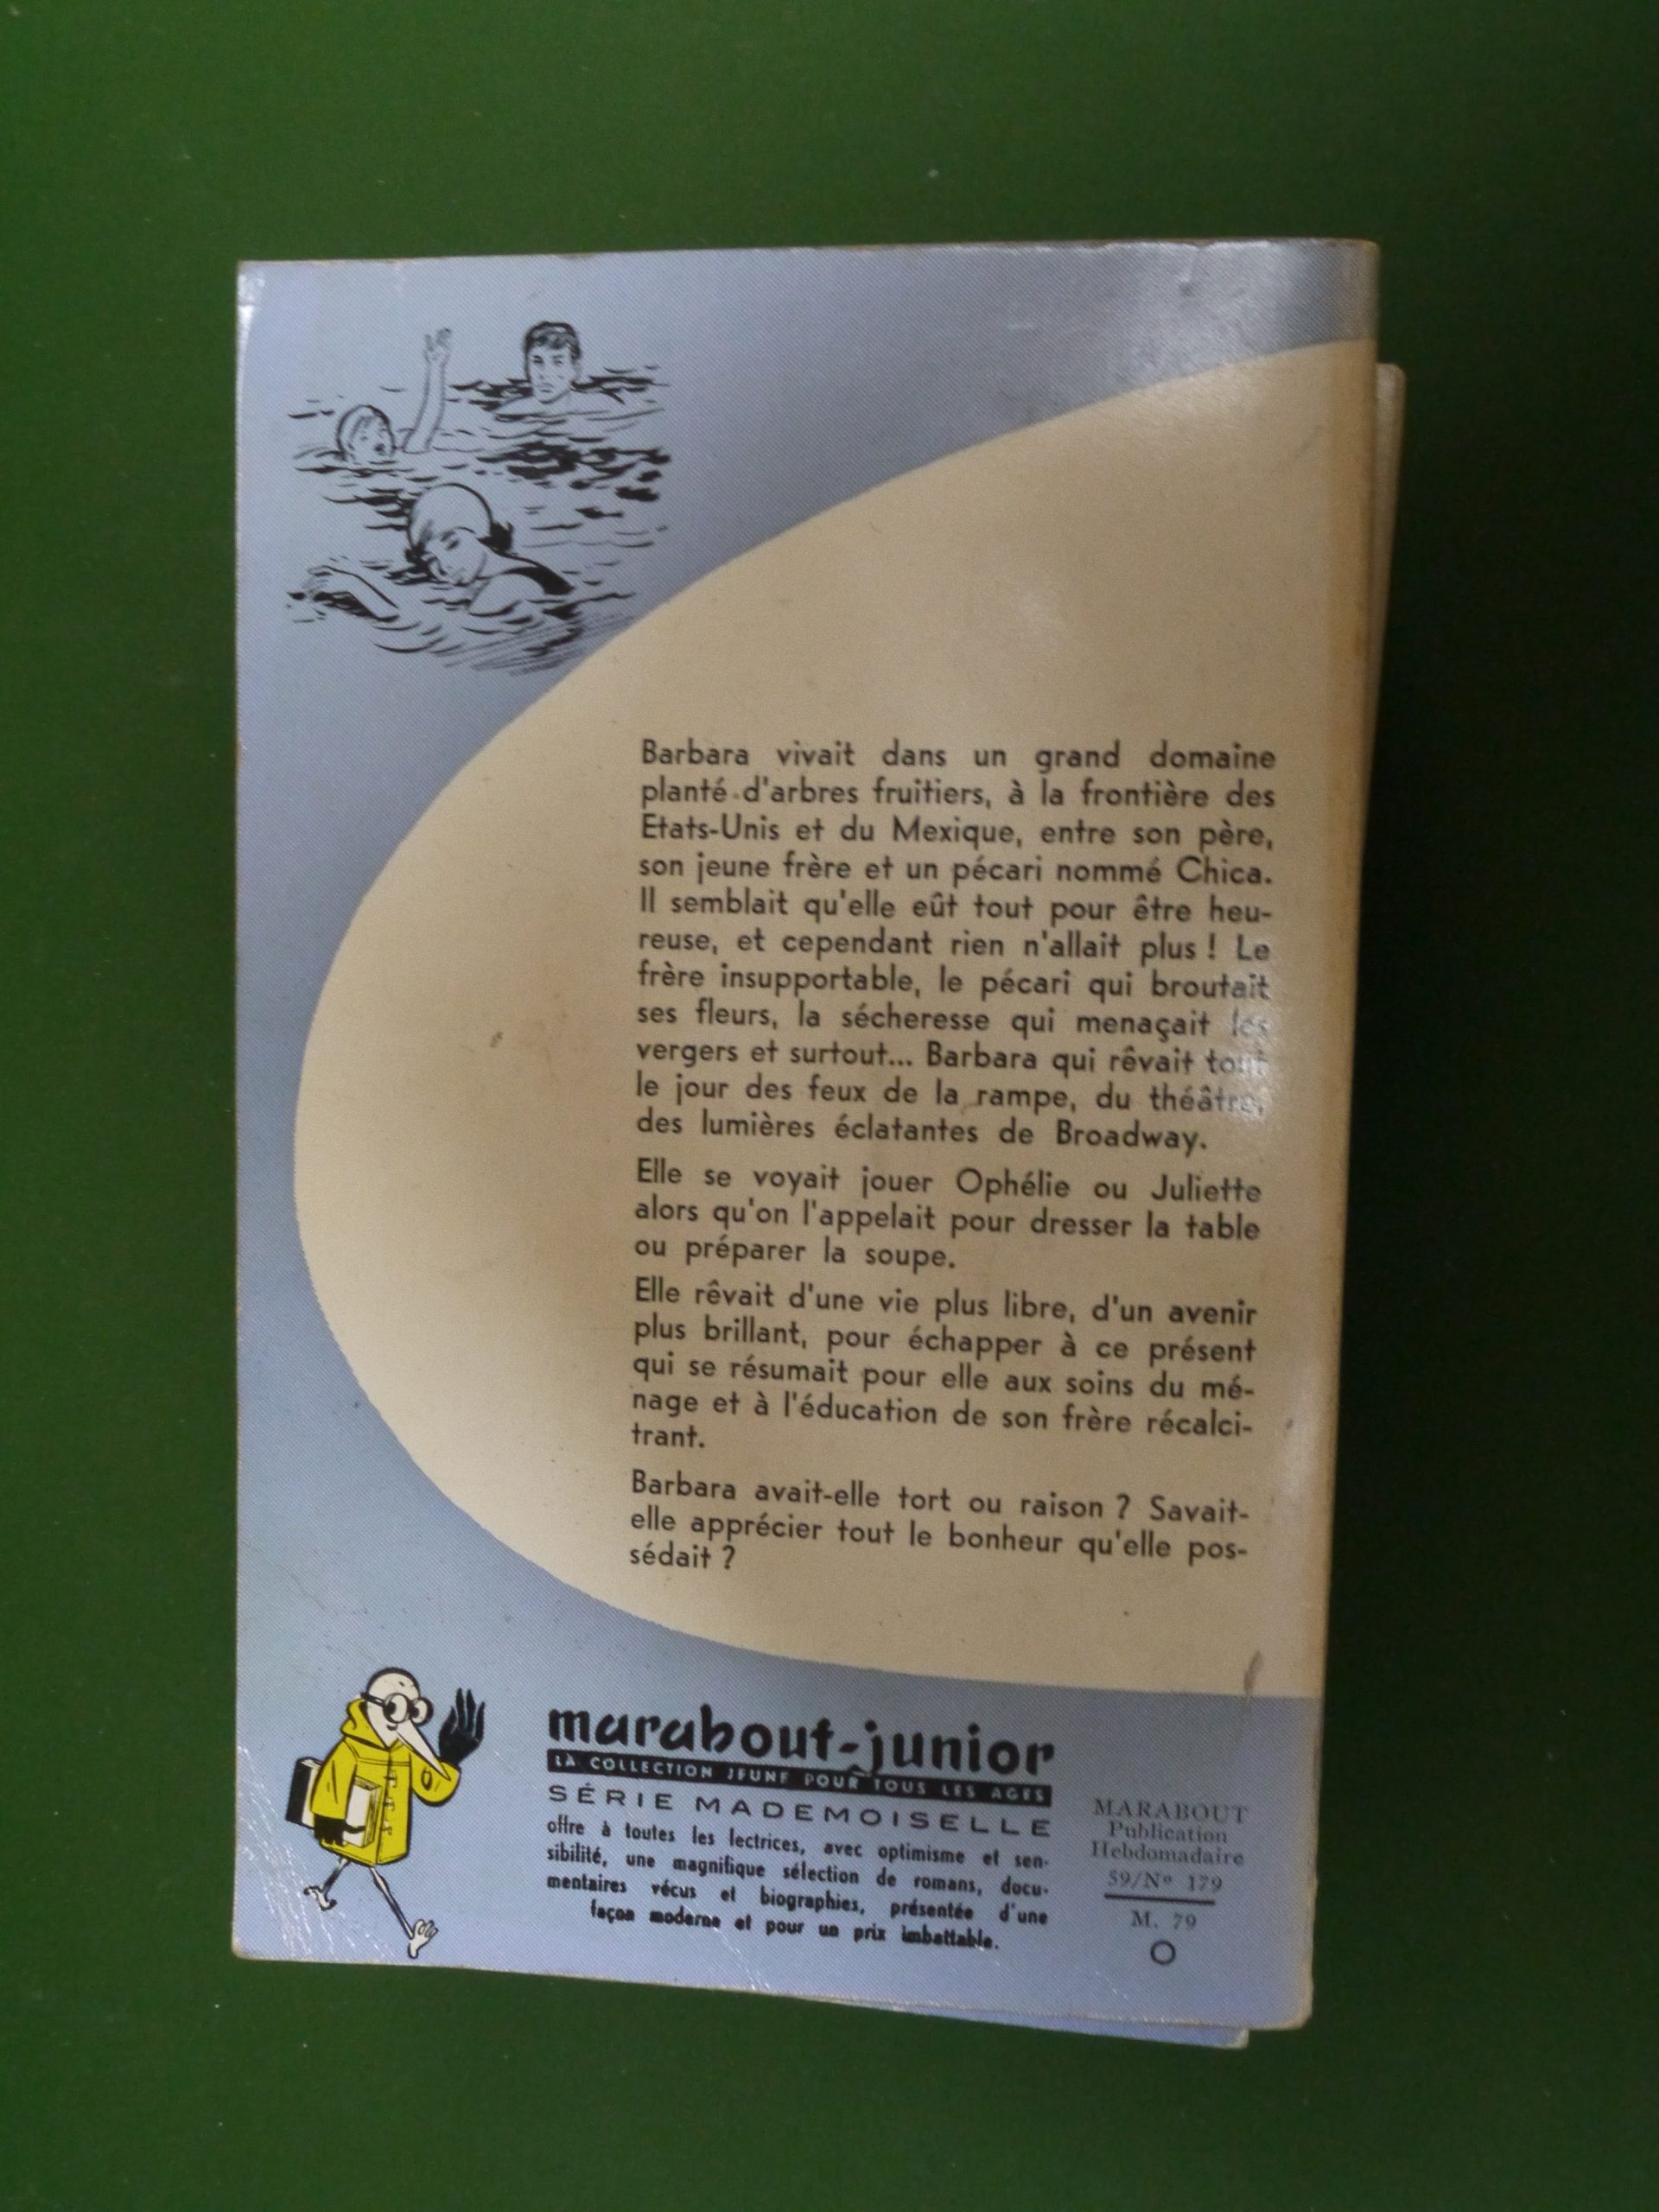 Barbara vivait dans un grand domaine
planté d'arbres fruitiers, à la frontière des
Etats-Unis et du Mexique, entre son père,
son jeune frère et un pécari nommé Chica.
Il semblait qu'elle eût tout pour être heu-
reuse, et cependant rien n'allait plus ! Le
frère insupportable, le pécari qui broutait
ses fleurs, la sécheresse qui menaçait les
vergers et surtout... Barbara qui rêvait tout
le jour des feux de la rampe, du théâtre,
des lumières éclatantes de Broadway.
Elle se voyait jouer Ophélie ou Juliette
alors qu'on l'appelait pour dresser la table
ou préparer la soupe.
Elle rêvait d'une vie plus libre, d'un avenir
plus brillant, pour échapper à ce présent
qui se résumait pour elle aux soins du mé-
nage et à l'éducation de son frère récalci-
trant.
Barbara avait-elle tort ou raison ? Savait-
elle apprécier tout le bonheur qu'elle pos-
sédait ?
marabout-junior
LA COLLECTION JEUNE POUR TOUS LES AGES
SÉRIE MADEMOISELLE
offre à toutes les lectrices, avec optimisme et sen-
sibilité, une magnifique sélection de romans, docu-
mentaires vécus et biographies, présentée d'une
façon moderne et pour un prix imbattable.
MARABOUT
Publication
Hebdomadaire
59/Nº 179
M. 79
O